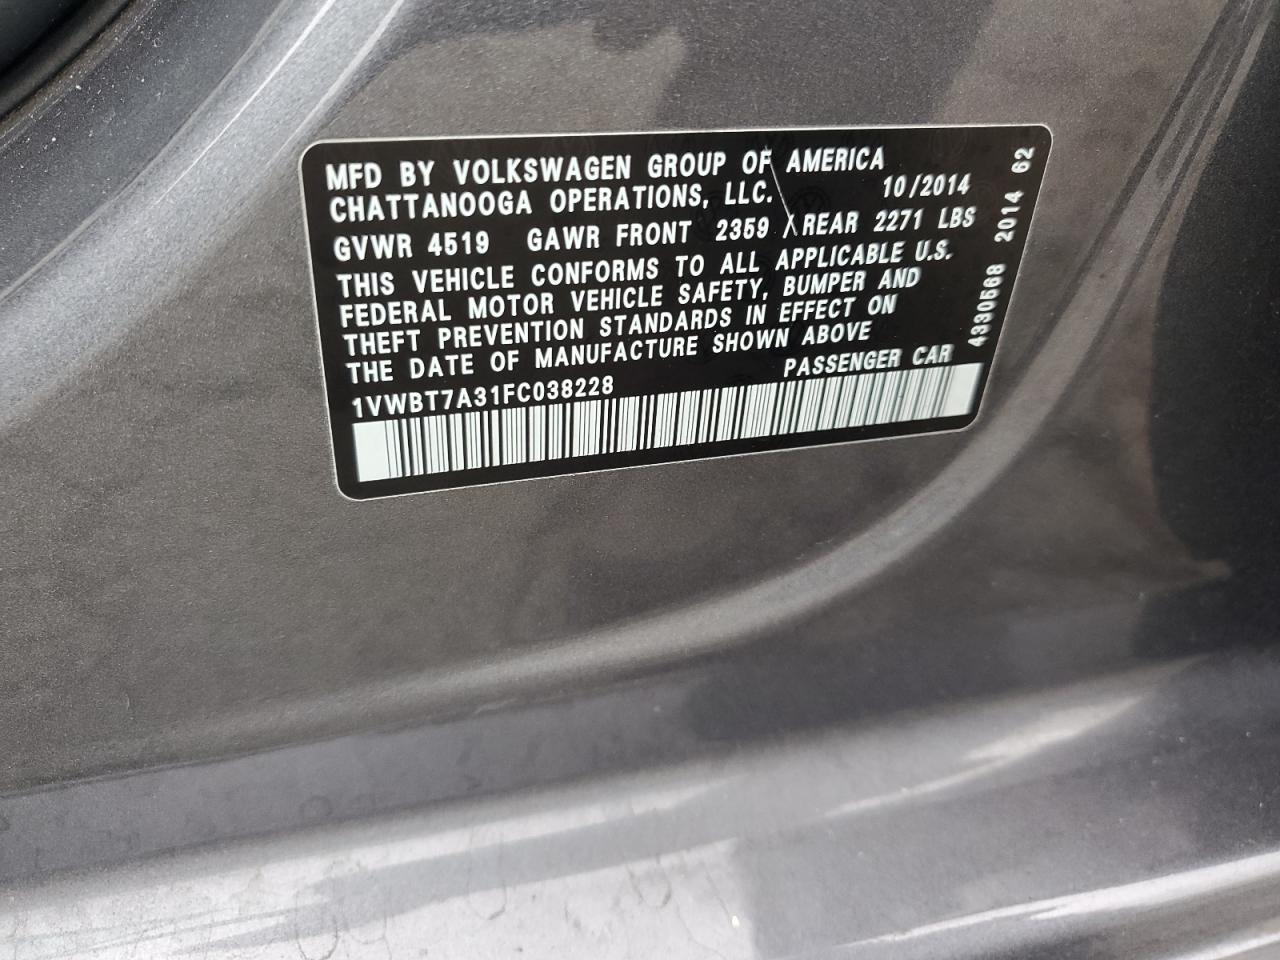 MFD BY VOLKSWAGEN GROUP OF AMERICA
CHATTANOOGA OPERATIONS, LLC. 10/2014
GVWR 4519 GAWR FRONT 2359 / REAR 2271 LBS
THIS VEHICLE CONFORMS TO ALL APPLICABLE U.S.
FEDERAL MOTOR VEHICLE SAFETY, BUMPER AND
THEFT PREVENTION STANDARDS IN EFFECT ON
THE DATE OF MANUFACTURE SHOWN ABOVE
PASSENGER CAR
1VWBT7A31FC038228
4330568 2014 62